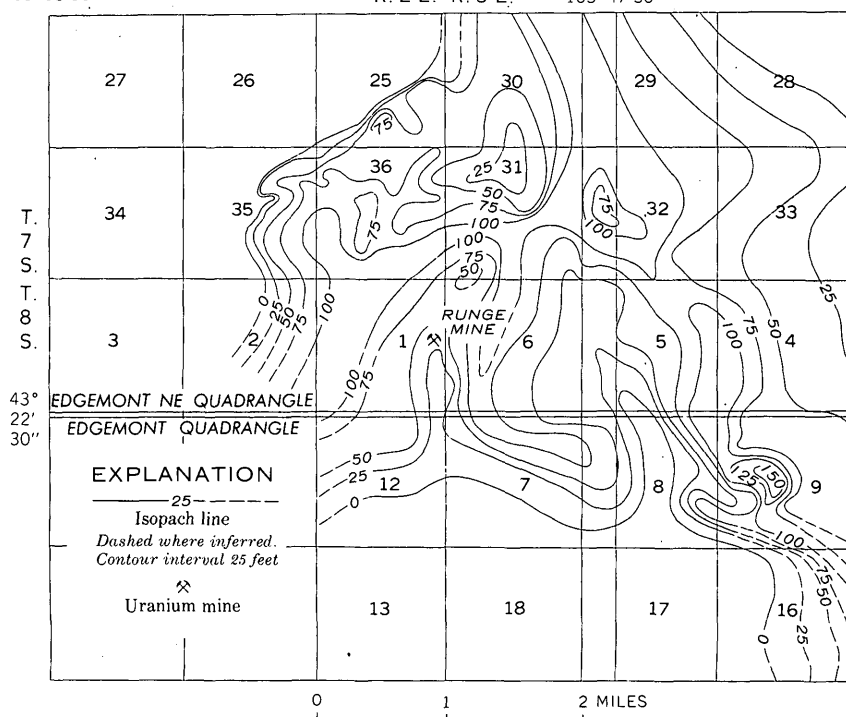 R. 2 E. R. 3 E.
27 26 25 30 29 28
75
36 25 31
34 35 50 75 32 33
75 100 75 100
T. 7 S.
100 75 50
25
T. 8 S.
0 25 50 75 100
RUNGE MINE
3 2 1 6 5 100 50 4
100 75
43° 22' 30"
EDGEMONT NE QUADRANGLE
EDGEMONT QUADRANGLE
50 25 0
12 7 8 125 150 9
EXPLANATION
25
Isopach line
Dashed where inferred.
Contour interval 25 feet
Uranium mine
100 75 50 25 0
13 18 17 16
0 1 2 MILES